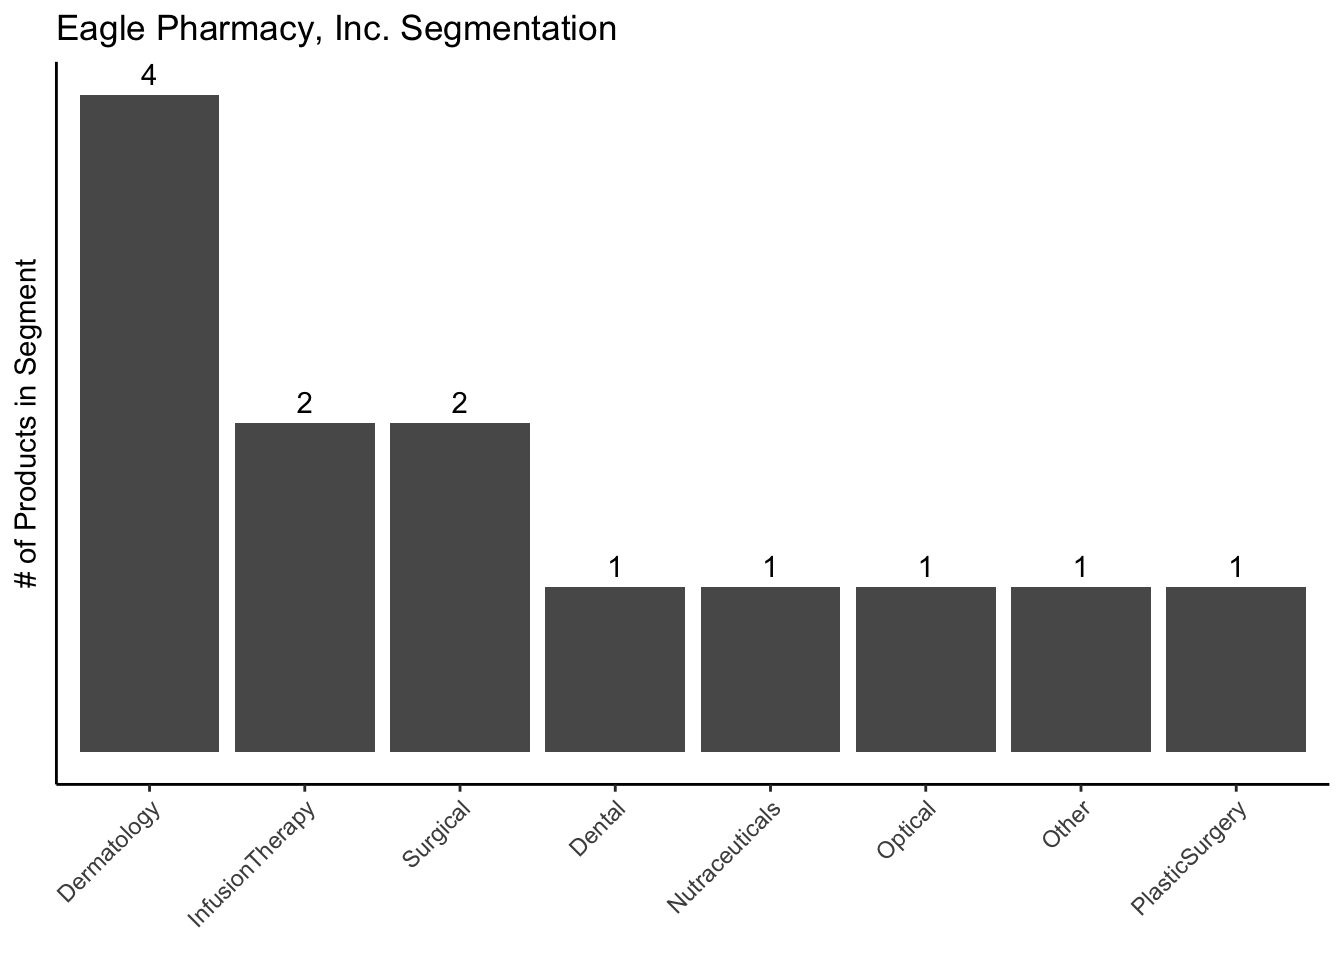 Eagle Pharmacy, Inc. Segmentation
# of Products in Segment
4
2
2
1
1
1
1
1
Dermatology
InfusionTherapy
Surgical
Dental
Nutraceuticals
Optical
Other
PlasticSurgery